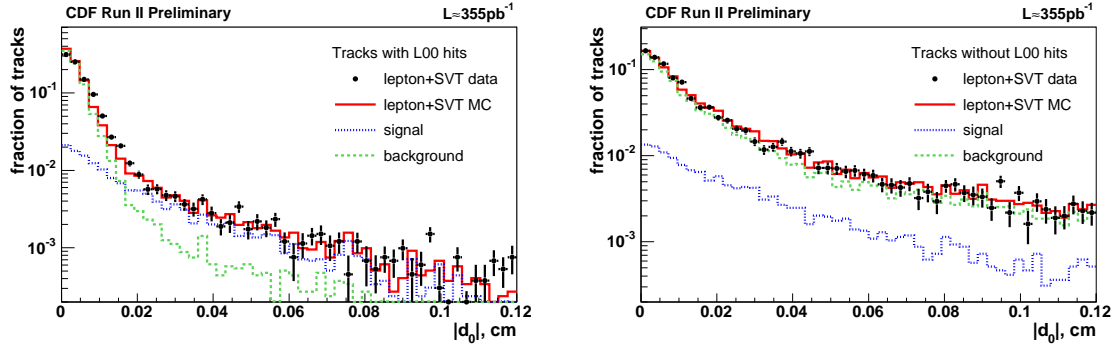 CDF Run II Preliminary L≈355pb⁻¹
fraction of tracks
Tracks with L00 hits
lepton+SVT data
lepton+SVT MC
signal
background
10⁻¹
10⁻²
10⁻³
0 0.02 0.04 0.06 0.08 0.1 0.12
|d₀|, cm
CDF Run II Preliminary L≈355pb⁻¹
fraction of tracks
Tracks without L00 hits
lepton+SVT data
lepton+SVT MC
signal
background
10⁻¹
10⁻²
10⁻³
0 0.02 0.04 0.06 0.08 0.1 0.12
|d₀|, cm